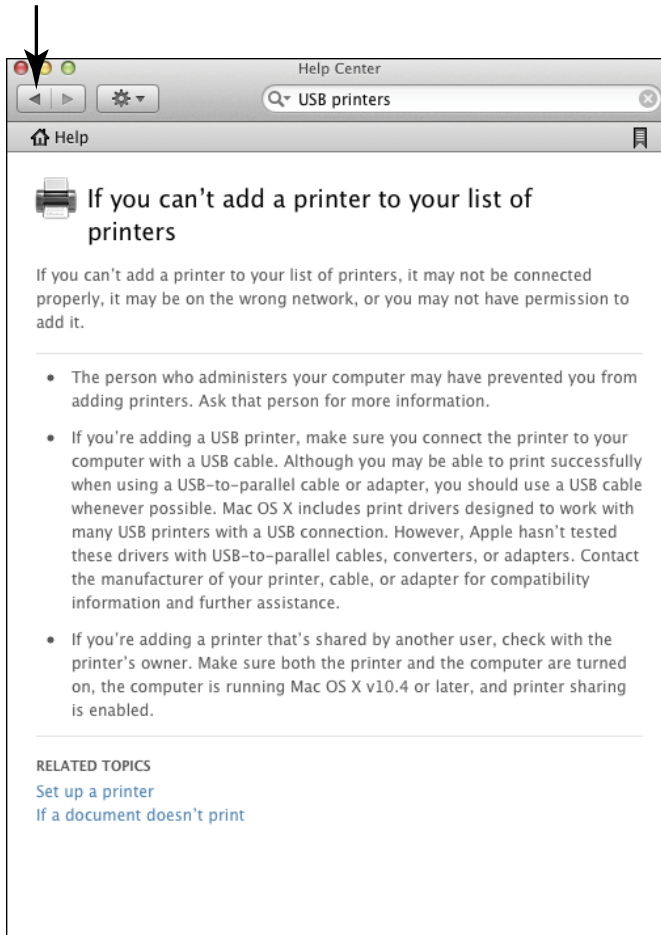 Help Center
USB printers
Help
If you can't add a printer to your list of
printers
If you can't add a printer to your list of printers, it may not be connected
properly, it may be on the wrong network, or you may not have permission to
add it.
• The person who administers your computer may have prevented you from
adding printers. Ask that person for more information.
• If you're adding a USB printer, make sure you connect the printer to your
computer with a USB cable. Although you may be able to print successfully
when using a USB-to-parallel cable or adapter, you should use a USB cable
whenever possible. Mac OS X includes print drivers designed to work with
many USB printers with a USB connection. However, Apple hasn't tested
these drivers with USB-to-parallel cables, converters, or adapters. Contact
the manufacturer of your printer, cable, or adapter for compatibility
information and further assistance.
• If you're adding a printer that's shared by another user, check with the
printer's owner. Make sure both the printer and the computer are turned
on, the computer is running Mac OS X v10.4 or later, and printer sharing
is enabled.
RELATED TOPICS
Set up a printer
If a document doesn't print